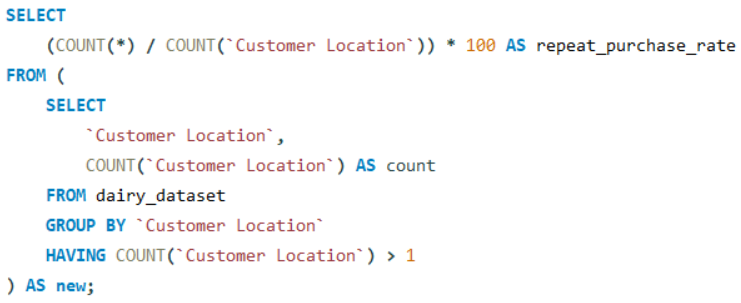 SELECT
(COUNT(*) / COUNT(`Customer Location`)) * 100 AS repeat_purchase_rate
FROM (
SELECT
`Customer Location`,
COUNT(`Customer Location`) AS count
FROM dairy_dataset
GROUP BY `Customer Location`
HAVING COUNT(`Customer Location`) > 1
) AS new;